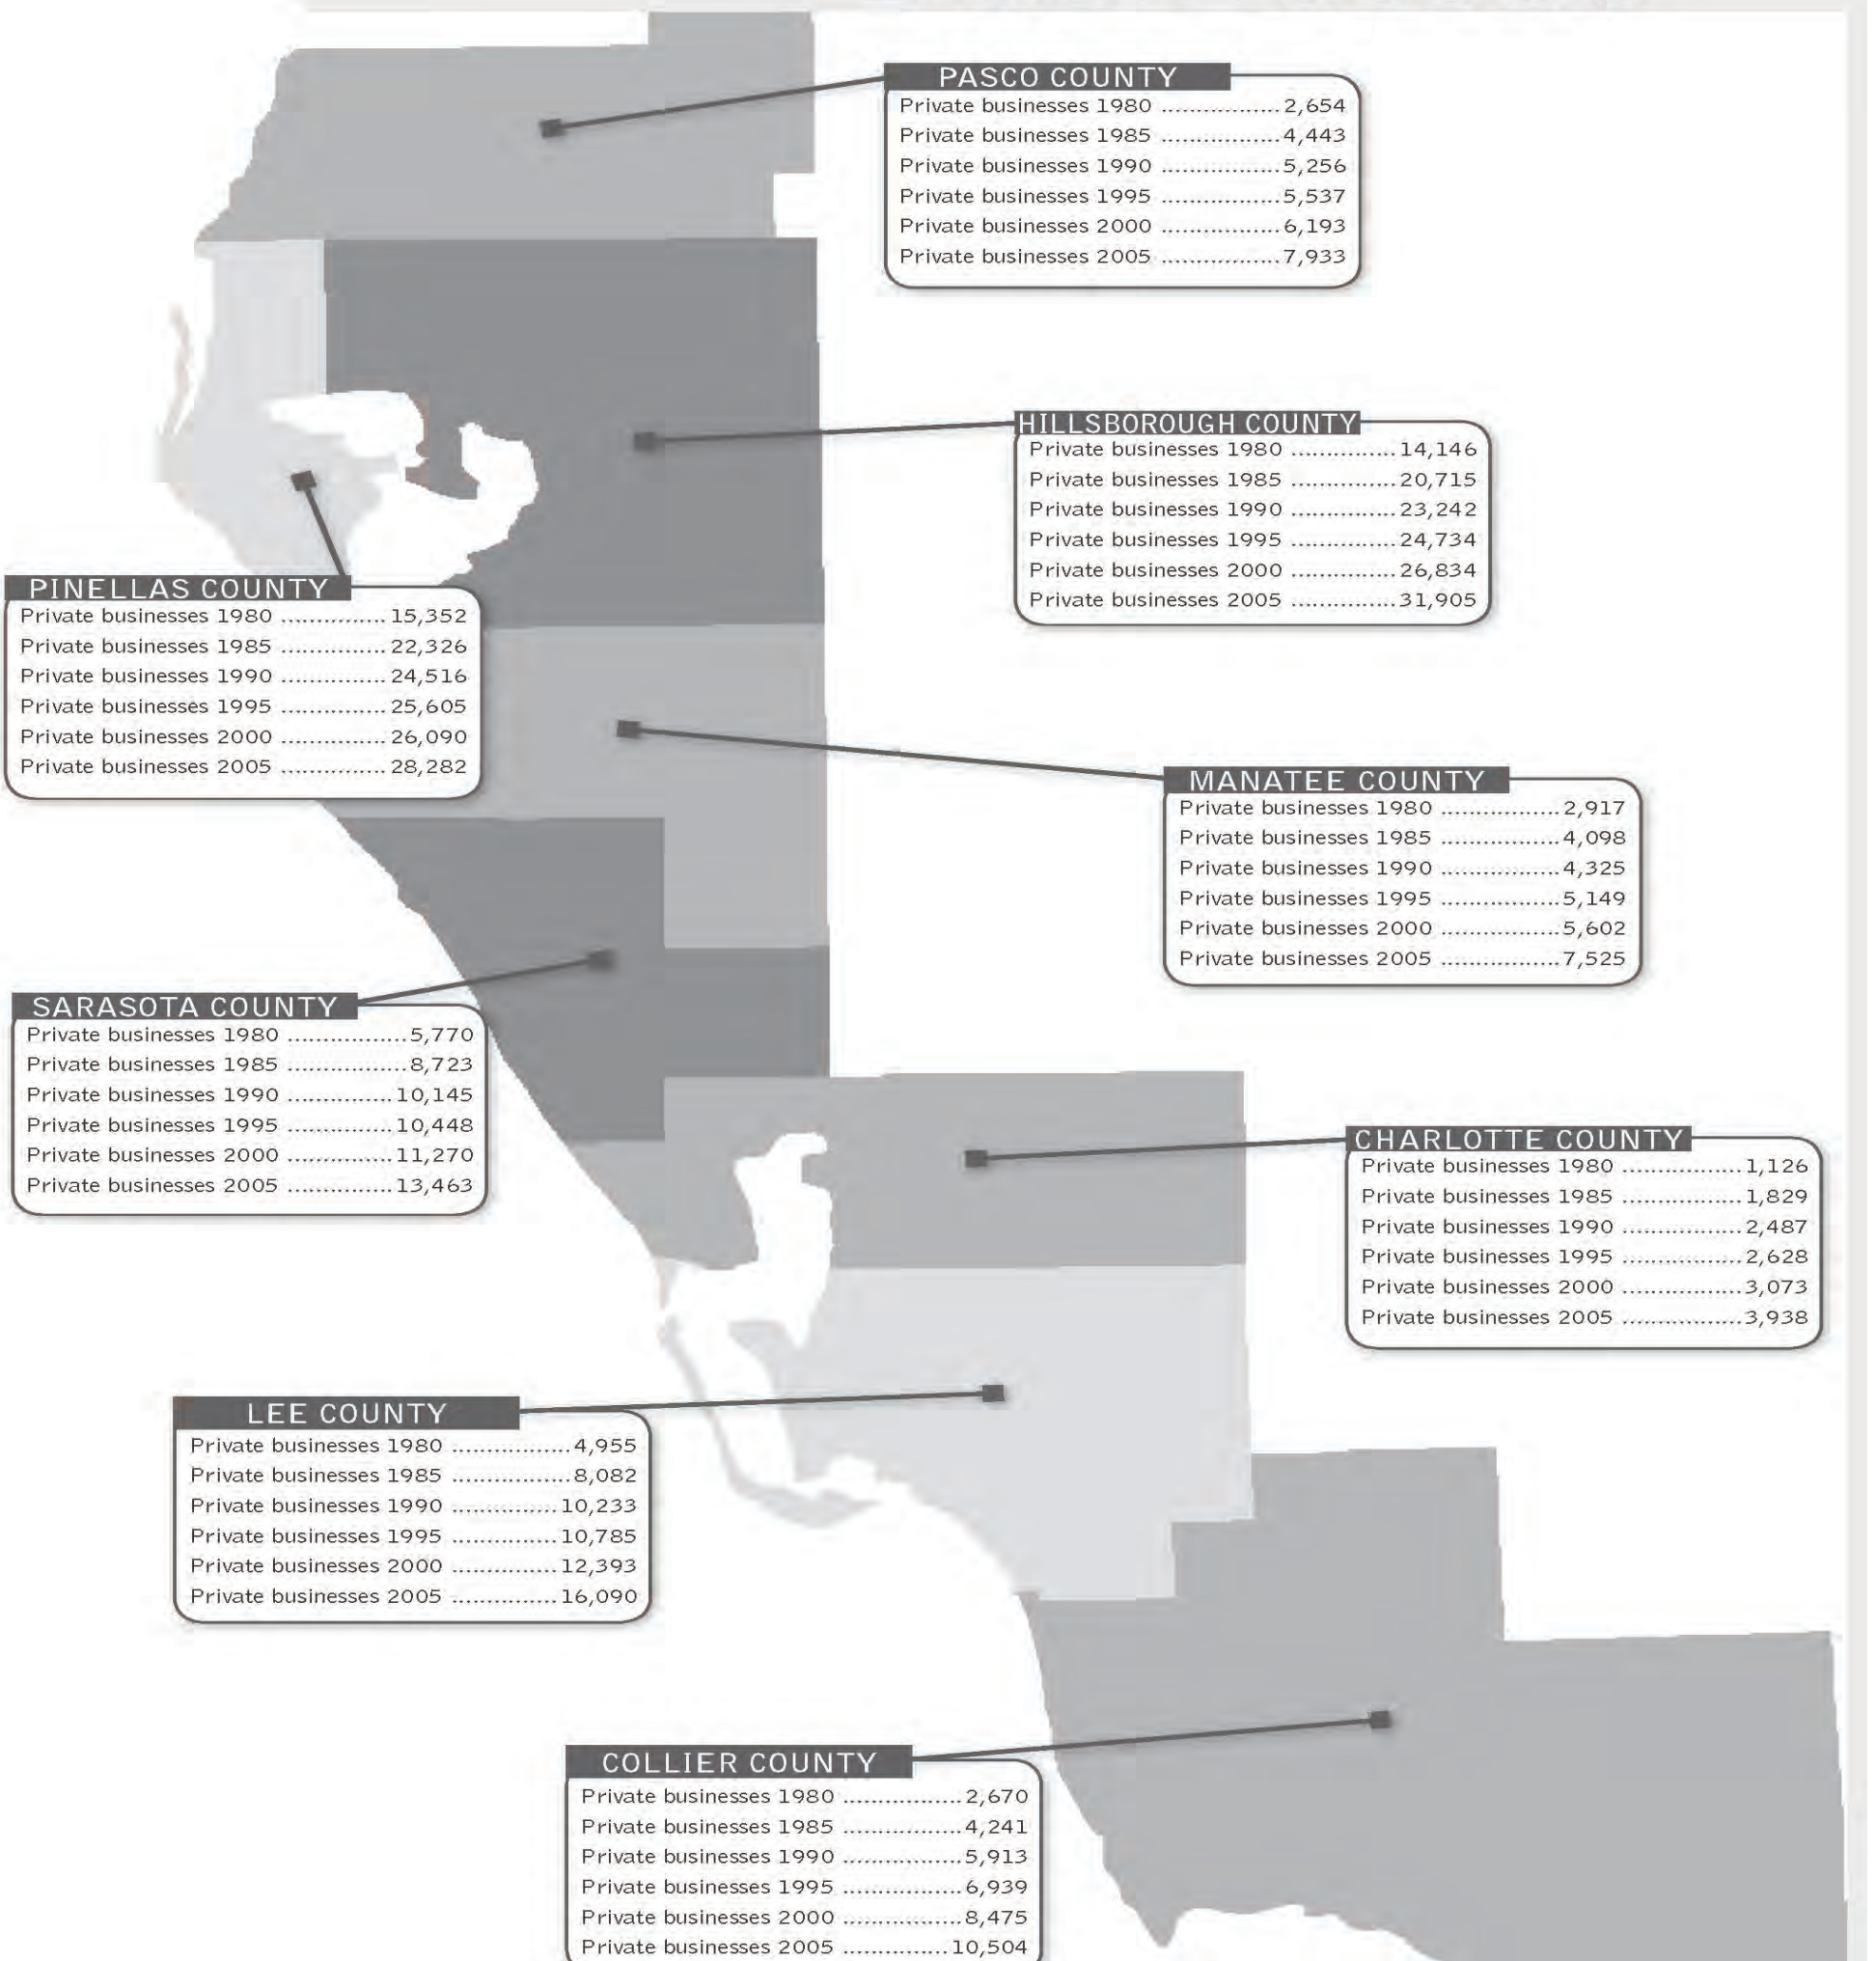 PASCO COUNTY
Private businesses 1980 .................2,654
Private businesses 1985 .................4,443
Private businesses 1990 .................5,256
Private businesses 1995 .................5,537
Private businesses 2000 .................6,193
Private businesses 2005 .................7,933
HILLSBOROUGH COUNTY
Private businesses 1980 ...............14,146
Private businesses 1985 ...............20,715
Private businesses 1990 ...............23,242
Private businesses 1995 ...............24,734
Private businesses 2000 ...............26,834
Private businesses 2005 ...............31,905
PINELLAS COUNTY
Private businesses 1980 ...............15,352
Private businesses 1985 ...............22,326
Private businesses 1990 ...............24,516
Private businesses 1995 ...............25,605
Private businesses 2000 ...............26,090
Private businesses 2005 ...............28,282
MANATEE COUNTY
Private businesses 1980 .................2,917
Private businesses 1985 .................4,098
Private businesses 1990 .................4,325
Private businesses 1995 .................5,149
Private businesses 2000 .................5,602
Private businesses 2005 .................7,525
SARASOTA COUNTY
Private businesses 1980 .................5,770
Private businesses 1985 .................8,723
Private businesses 1990 ...............10,145
Private businesses 1995 ...............10,448
Private businesses 2000 ...............11,270
Private businesses 2005 ...............13,463
CHARLOTTE COUNTY
Private businesses 1980 .................1,126
Private businesses 1985 .................1,829
Private businesses 1990 .................2,487
Private businesses 1995 .................2,628
Private businesses 2000 .................3,073
Private businesses 2005 .................3,938
LEE COUNTY
Private businesses 1980 .................4,955
Private businesses 1985 .................8,082
Private businesses 1990 ...............10,233
Private businesses 1995 ...............10,785
Private businesses 2000 ...............12,393
Private businesses 2005 ...............16,090
COLLIER COUNTY
Private businesses 1980 .................2,670
Private businesses 1985 .................4,241
Private businesses 1990 .................5,913
Private businesses 1995 .................6,939
Private businesses 2000 .................8,475
Private businesses 2005 ...............10,504